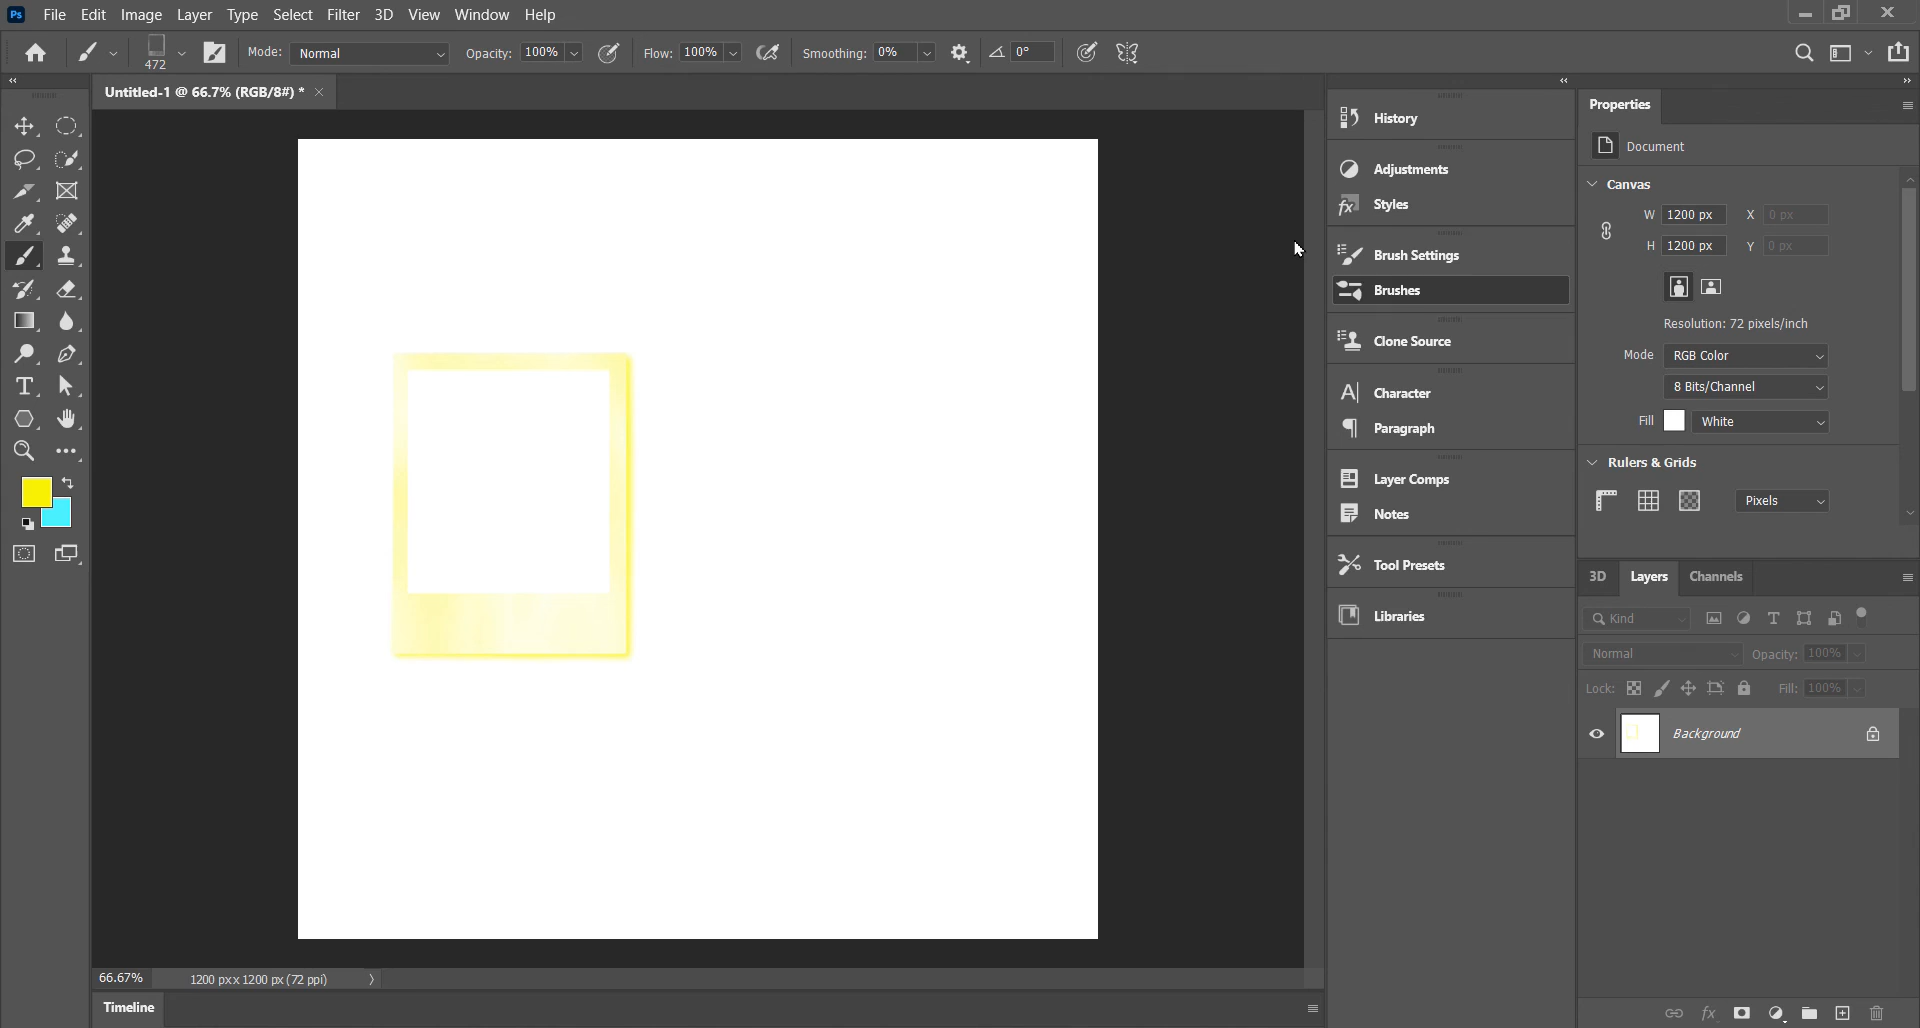 Ps File Edit Image Layer Type Select Filter 3D View Window Help
472 Mode: Normal Opacity: 100% Flow: 100% Smoothing: 0% 0°
Untitled-1 @ 66.7% (RGB/8#) *
History
Adjustments
Styles
Brush Settings
Brushes
Clone Source
Character
Paragraph
Layer Comps
Notes
Tool Presets
Libraries
Properties
Document
Canvas
W 1200 px X 0 px
H 1200 px Y 0 px
Resolution: 72 pixels/inch
Mode RGB Color
8 Bits/Channel
Fill White
Rulers & Grids
Pixels
3D Layers Channels
Kind
Normal Opacity: 100%
Lock: Fill: 100%
Background
66.67% 1200 px x 1200 px (72 ppi)
Timeline